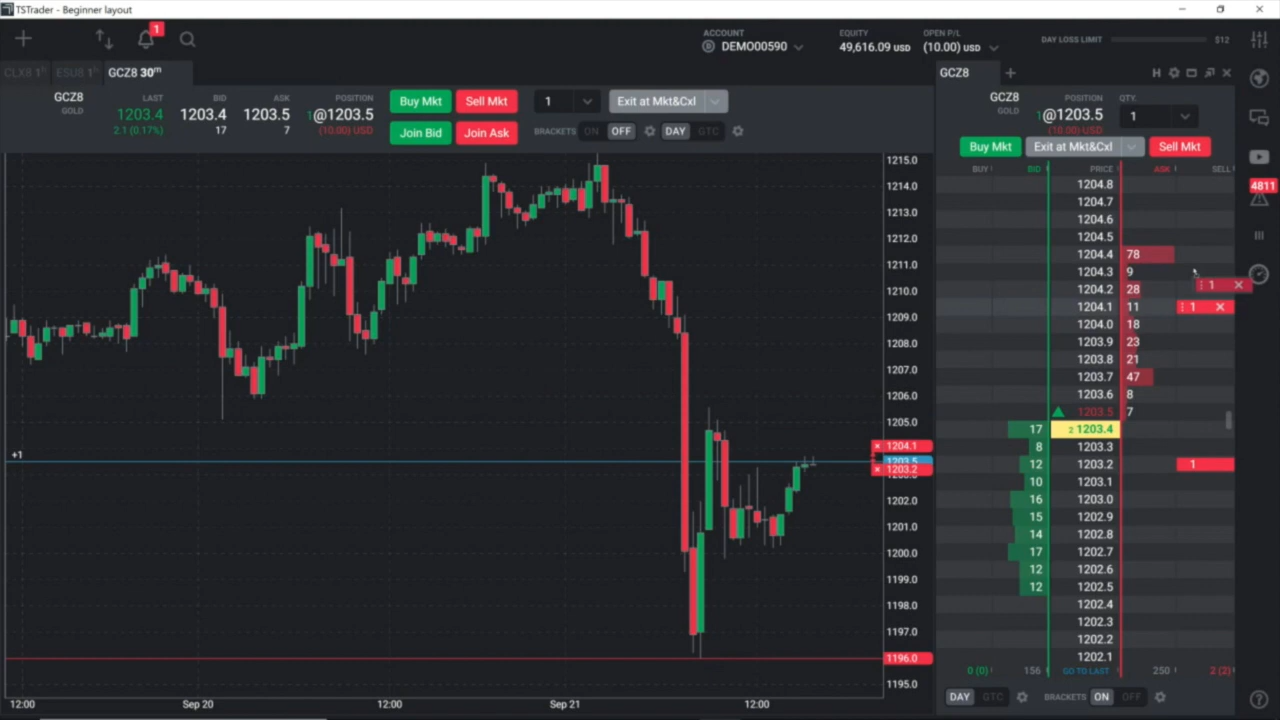 TSTrader - Beginner layout
1
ACCOUNT
DEMO00590
EQUITY
49,616.09 USD
OPEN P/L
(10.00) USD
DAY LOSS LIMIT
$12
CLX8 1h
ESU8 1h
GCZ8 30m
GCZ8
GOLD
LAST
1203.4
2.1 (0.17%)
BID
1203.4
17
ASK
1203.5
7
POSITION
1@1203.5
(10.00) USD
Buy Mkt
Sell Mkt
Join Bid
Join Ask
1
Exit at Mkt&Cxl
BRACKETS ON OFF
DAY GTC
1215.0
1214.0
1213.0
1212.0
1211.0
1210.0
1209.0
1208.0
1207.0
1206.0
1205.0
1204.1
1203.5
1203.2
1202.0
1201.0
1200.0
1199.0
1198.0
1197.0
1196.0
1195.0
+1
12:00
Sep 20
12:00
Sep 21
12:00
GCZ8
H
GCZ8
GOLD
POSITION
1@1203.5
(10.00) USD
QTY.
1
Buy Mkt
Exit at Mkt&Cxl
Sell Mkt
BUY BID PRICE ASK SELL
1204.8
1204.7
1204.6
1204.5
1204.4 78
1204.3 9
1 ×
1204.2 28
1204.1 11 1 ×
1204.0 18
1203.9 23
1203.8 21
1203.7 47
1203.6 8
1203.5 7
17 2 1203.4
8 1203.3
12 1203.2 1
10 1203.1
16 1203.0
15 1202.9
14 1202.8
17 1202.7
12 1202.6
12 1202.5
1202.4
1202.3
1202.2
1202.1
0 (0) 156 GO TO LAST 250 2 (2)
DAY GTC
BRACKETS ON OFF
4811